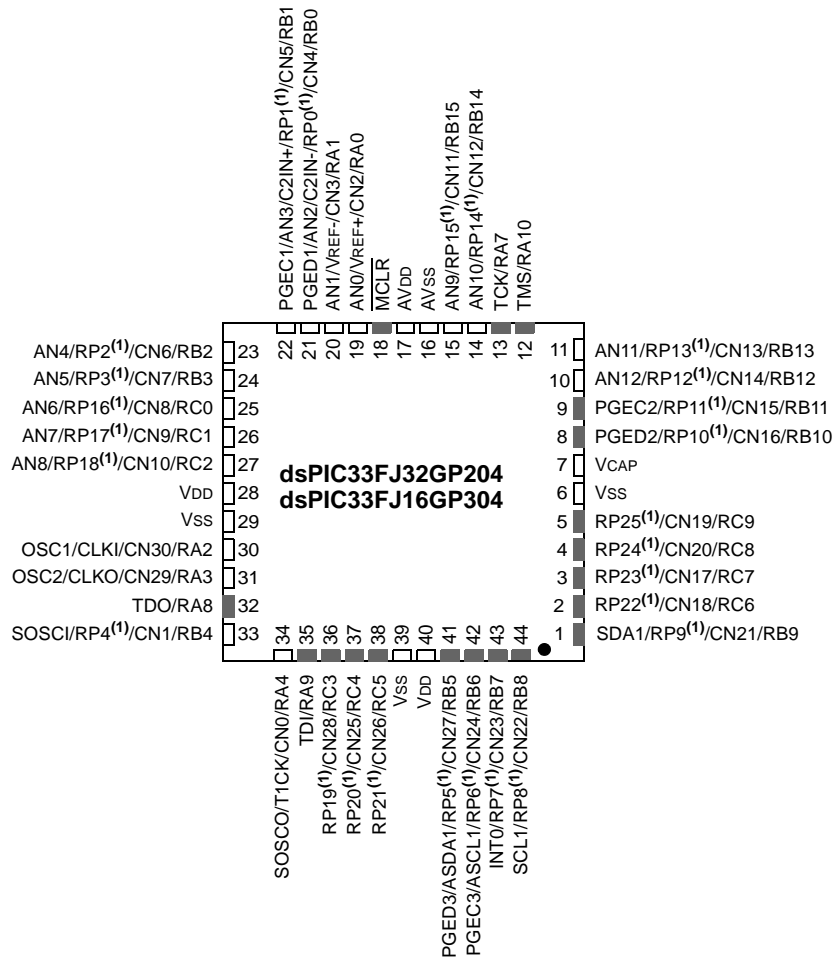 PGEC1/AN3/C2IN+/RP1(1)/CN5/RB1
PGED1/AN2/C2IN-/RP0(1)/CN4/RB0
AN1/VREF-/CN3/RA1
AN0/VREF+/CN2/RA0
MCLR
AVDD
AVSS
AN9/RP15(1)/CN11/RB15
AN10/RP14(1)/CN12/RB14
TCK/RA7
TMS/RA10
22
21
20
19
18
17
16
15
14
13
12
AN4/RP2(1)/CN6/RB2 23
AN5/RP3(1)/CN7/RB3 24
AN6/RP16(1)/CN8/RC0 25
AN7/RP17(1)/CN9/RC1 26
AN8/RP18(1)/CN10/RC2 27
VDD 28
VSS 29
OSC1/CLKI/CN30/RA2 30
OSC2/CLKO/CN29/RA3 31
TDO/RA8 32
SOSCI/RP4(1)/CN1/RB4 33
dsPIC33FJ32GP204
dsPIC33FJ16GP304
11 AN11/RP13(1)/CN13/RB13
10 AN12/RP12(1)/CN14/RB12
9 PGEC2/RP11(1)/CN15/RB11
8 PGED2/RP10(1)/CN16/RB10
7 VCAP
6 VSS
5 RP25(1)/CN19/RC9
4 RP24(1)/CN20/RC8
3 RP23(1)/CN17/RC7
2 RP22(1)/CN18/RC6
1 SDA1/RP9(1)/CN21/RB9
34
35
36
37
38
39
40
41
42
43
44
SOSCO/T1CK/CN0/RA4
TDI/RA9
RP19(1)/CN28/RC3
RP20(1)/CN25/RC4
RP21(1)/CN26/RC5
VSS
VDD
PGED3/ASDA1/RP5(1)/CN27/RB5
PGEC3/ASCL1/RP6(1)/CN24/RB6
INT0/RP7(1)/CN23/RB7
SCL1/RP8(1)/CN22/RB8